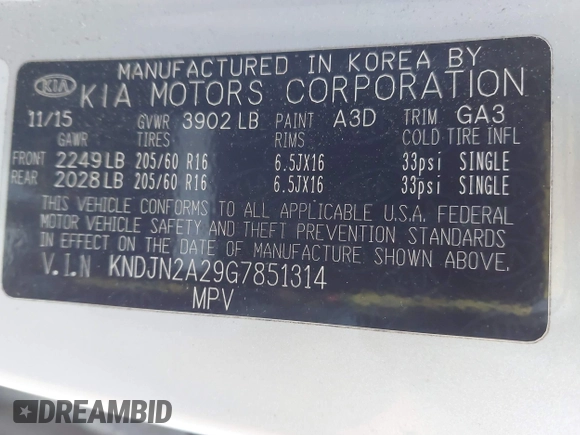 MANUFACTURED IN KOREA BY
KIA KIA MOTORS CORPORATION
11/15 GVWR 3902 LB PAINT A3D TRIM GA3
GAWR TIRES RIMS COLD TIRE INFL
FRONT 2249 LB 205/60 R16 6.5JX16 33psi SINGLE
REAR 2028 LB 205/60 R16 6.5JX16 33psi SINGLE
THIS VEHICLE CONFORMS TO ALL APPLICABLE U.S.A. FEDERAL
MOTOR VEHICLE SAFETY AND THEFT PREVENTION STANDARDS
IN EFFECT ON THE DATE OF MANUFACTURE SHOWN ABOVE.
V.I.N KNDJN2A29G7851314
MPV
DREAMBID